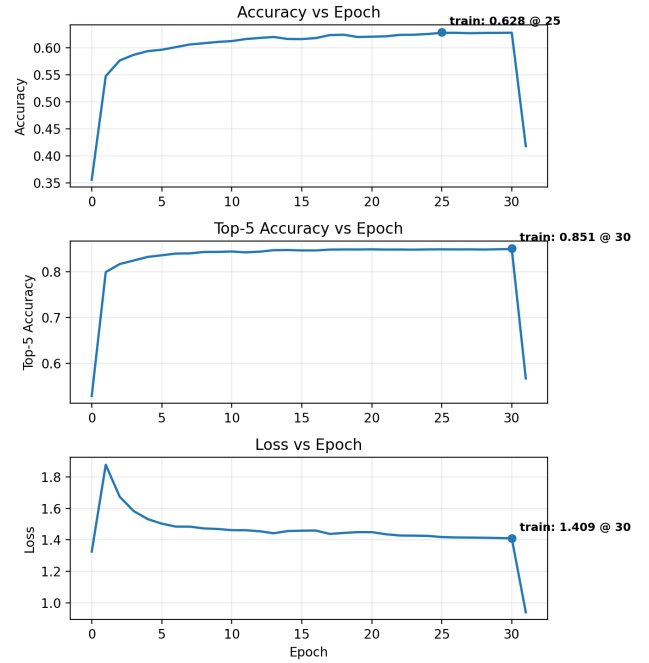 Accuracy vs Epoch
train: 0.628 @ 25
0.60
0.55
0.50
0.45
0.40
0.35
Accuracy
0 5 10 15 20 25 30
Top-5 Accuracy vs Epoch
train: 0.851 @ 30
0.8
0.7
0.6
Top-5 Accuracy
0 5 10 15 20 25 30
Loss vs Epoch
1.8
1.6
train: 1.409 @ 30
1.4
1.2
1.0
Loss
0 5 10 15 20 25 30
Epoch